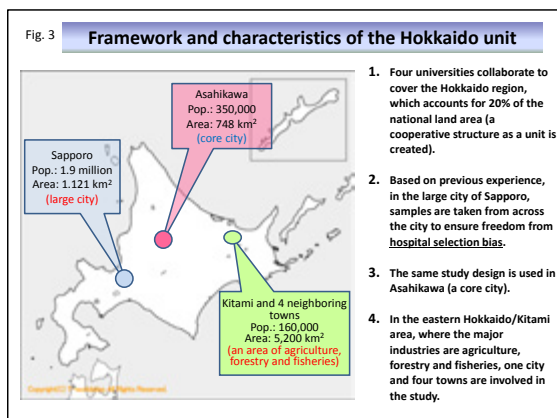 Fig. 3
Framework and characteristics of the Hokkaido unit
Asahikawa
Pop.: 350,000
Area: 748 km²
(core city)
Sapporo
Pop.: 1.9 million
Area: 1.121 km²
(large city)
Kitami and 4 neighboring
towns
Pop.: 160,000
Area: 5,200 km²
(an area of agriculture,
forestry and fisheries)
1. Four universities collaborate to
cover the Hokkaido region,
which accounts for 20% of the
national land area (a
cooperative structure as a unit is
created).
2. Based on previous experience,
in the large city of Sapporo,
samples are taken from across
the city to ensure freedom from
hospital selection bias.
3. The same study design is used in
Asahikawa (a core city).
4. In the eastern Hokkaido/Kitami
area, where the major
industries are agriculture,
forestry and fisheries, one city
and four towns are involved in
the study.
All Rights Reserved.